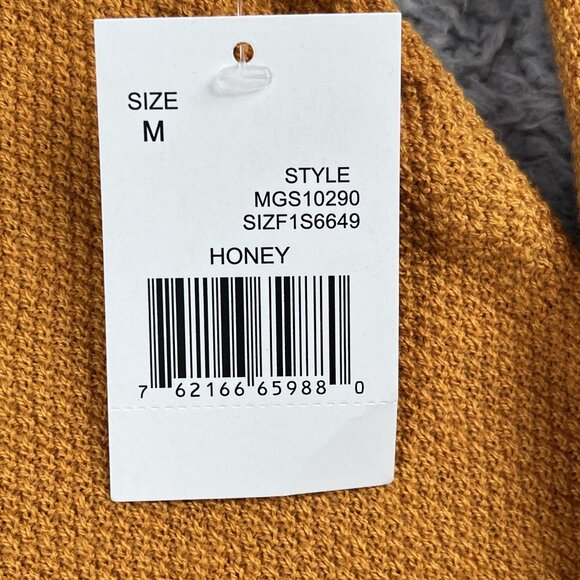 SIZE
M
STYLE
MGS10290
SIZF1S6649
HONEY
7 62166 65988 0